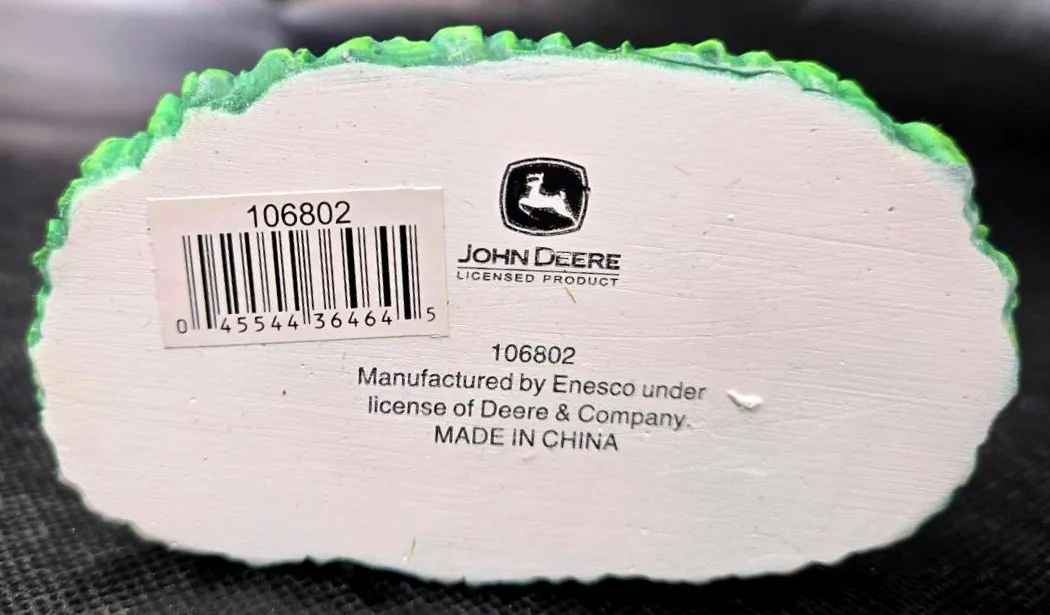 106802
0 45544 36464 5
JOHN DEERE
LICENSED PRODUCT
106802
Manufactured by Enesco under
license of Deere & Company.
MADE IN CHINA